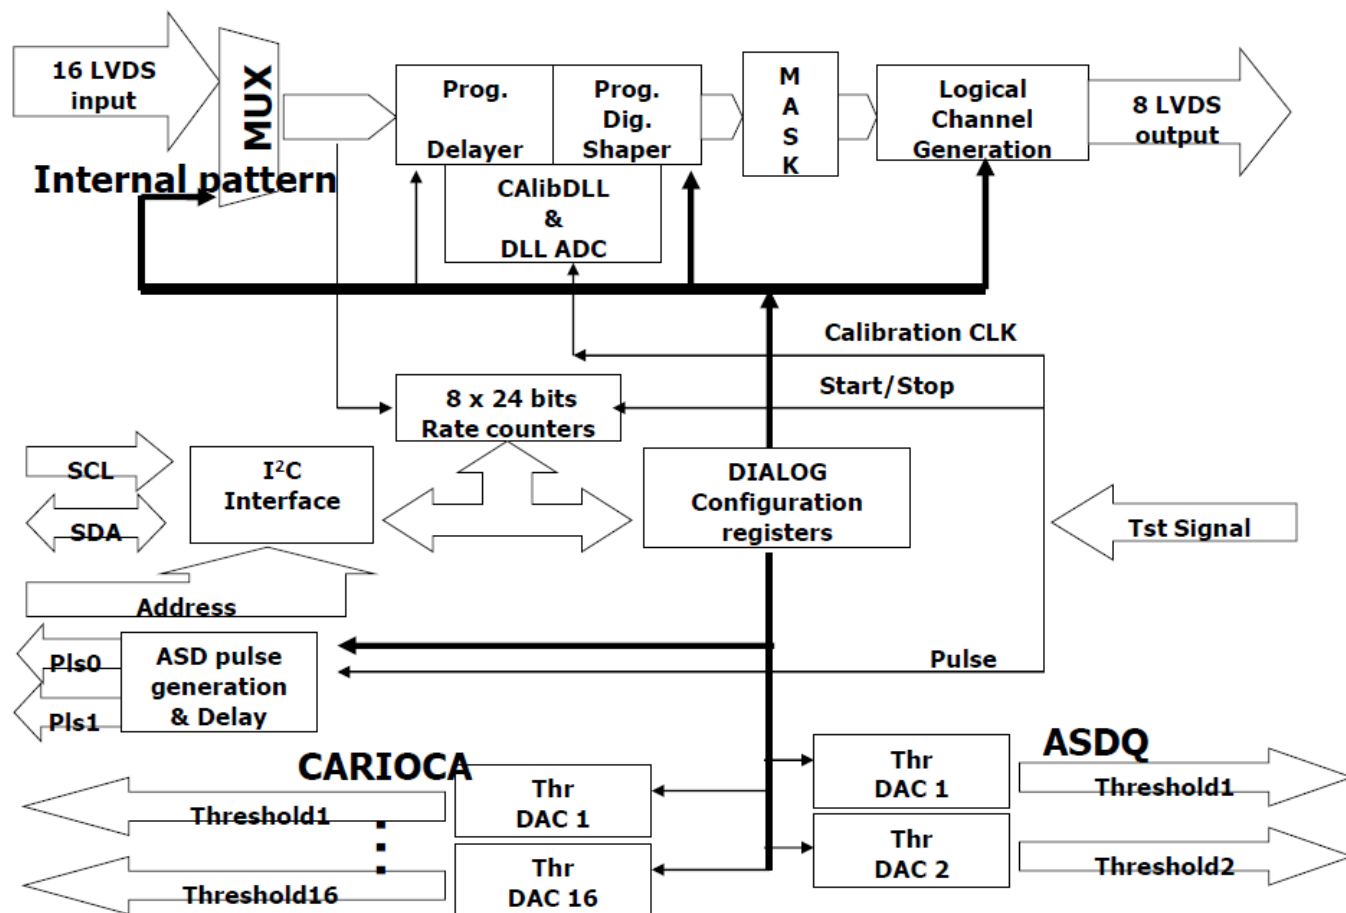 16 LVDS
input
MUX
Prog.
Delayer
Prog.
Dig.
Shaper
M
A
S
K
Logical
Channel
Generation
8 LVDS
output
Internal pattern
CAlibDLL
&
DLL ADC
Calibration CLK
Start/Stop
8 x 24 bits
Rate counters
SCL
SDA
I²C
Interface
DIALOG
Configuration
registers
Tst Signal
Address
Pls0
Pls1
ASD pulse
generation
& Delay
Pulse
CARIOCA
ASDQ
Thr
DAC 1
Threshold1
Thr
DAC 1
Threshold1
Thr
DAC 2
Threshold2
Threshold16
Thr
DAC 16